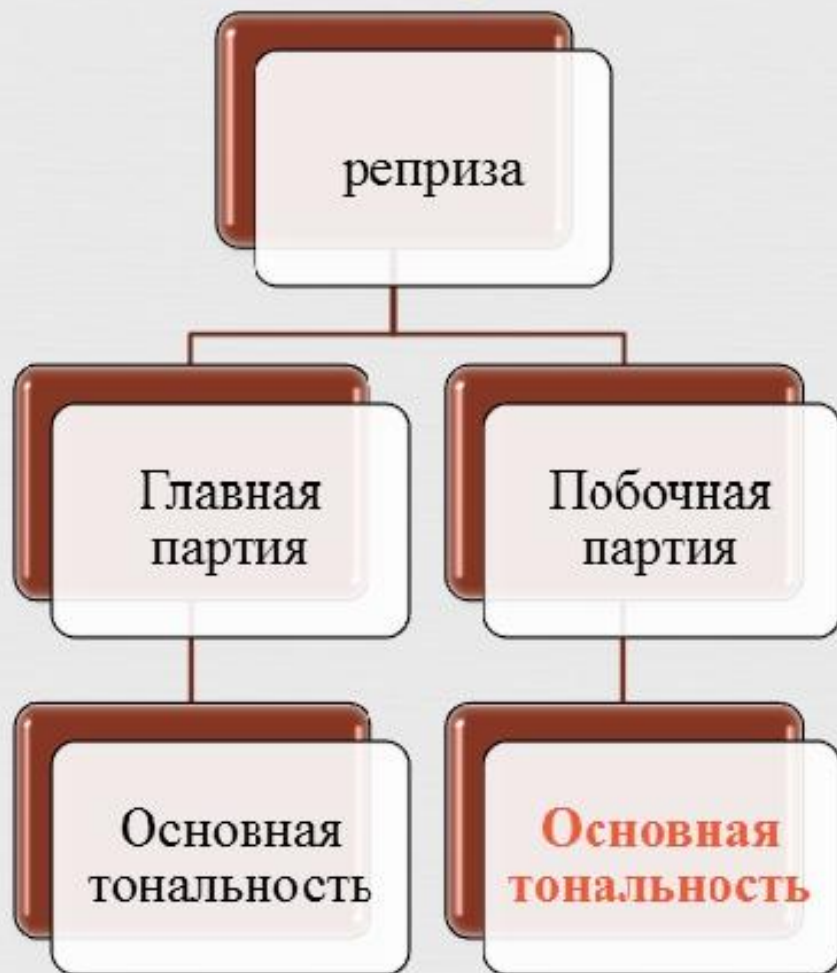 реприза
Главная
партия
Побочная
партия
Основная
тональность
Основная
тональность